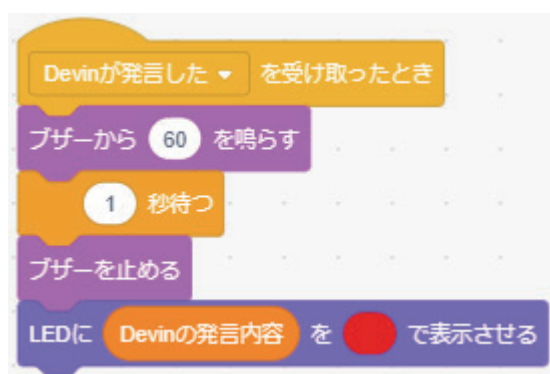 Devinが発言した を受け取ったとき
ブザーから 60 を鳴らす
1 秒待つ
ブザーを止める
LEDに Devinの発言内容 を で表示させる